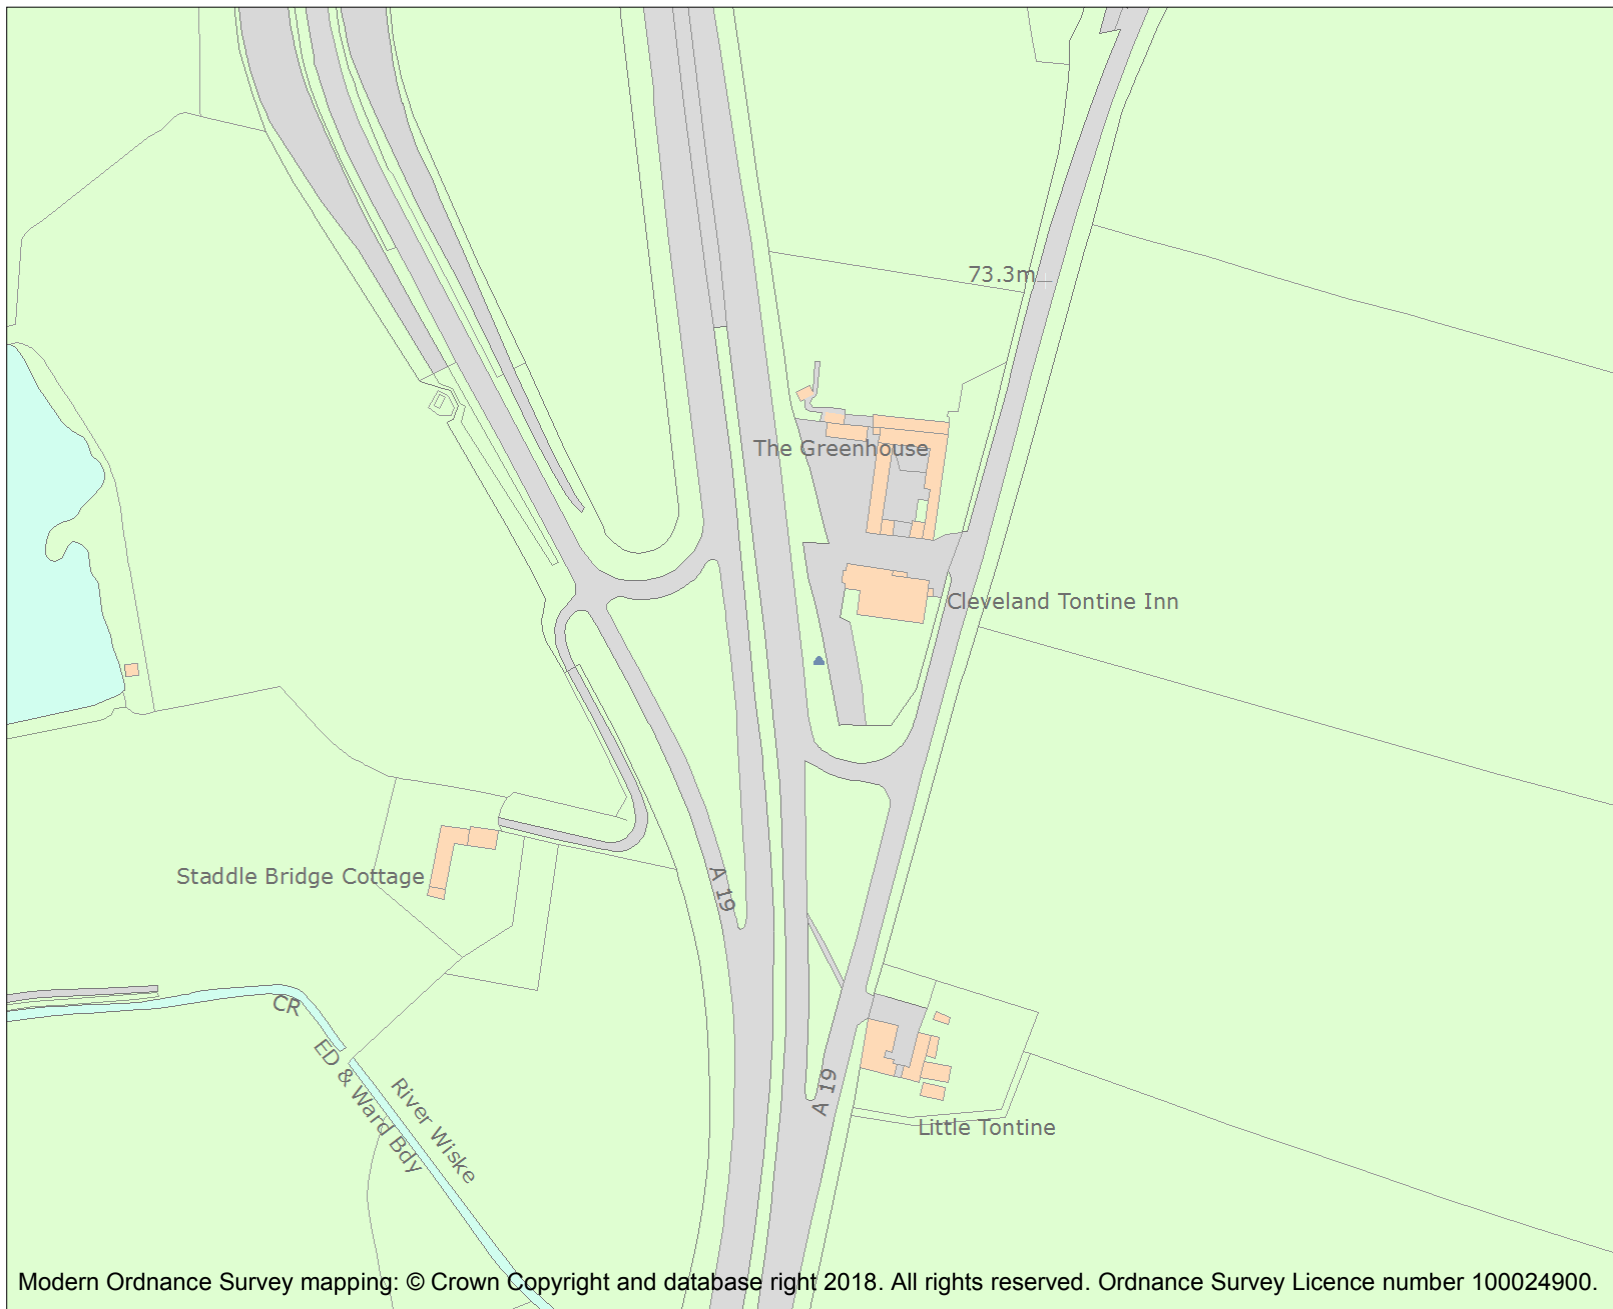 73.3m
The Greenhouse
Cleveland Tontine Inn
Staddle Bridge Cottage
A 19
CR
ED & Ward Bdy
River Wiske
A 19
Little Tontine
Modern Ordnance Survey mapping: © Crown Copyright and database right 2018. All rights reserved. Ordnance Survey Licence number 100024900.